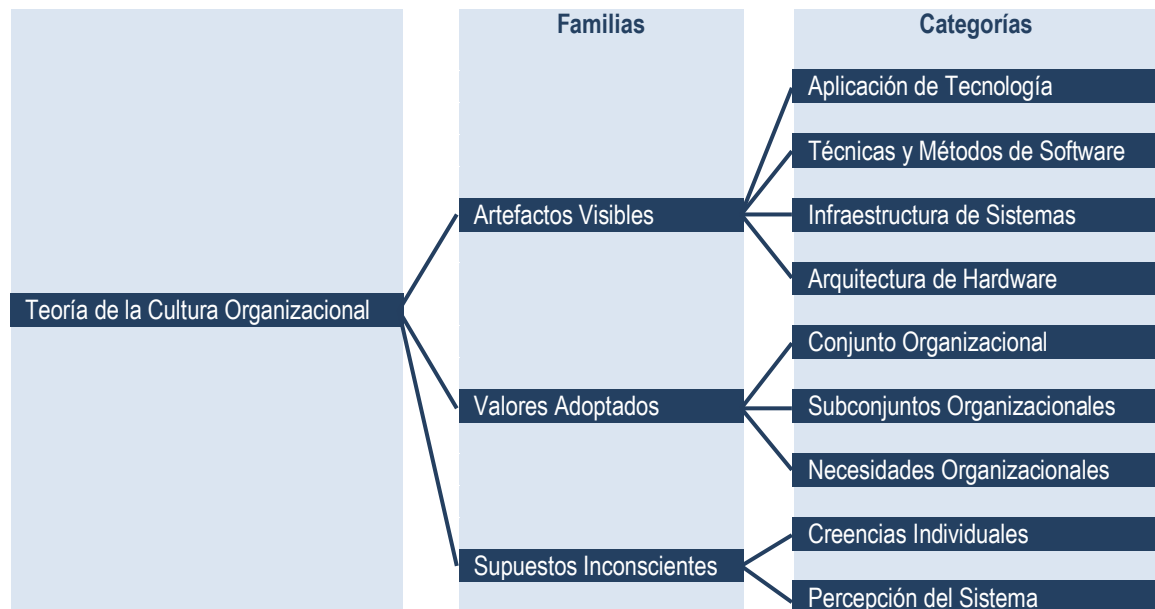 Familias
Categorías
Aplicación de Tecnología
Técnicas y Métodos de Software
Artefactos Visibles
Infraestructura de Sistemas
Arquitectura de Hardware
Teoría de la Cultura Organizacional
Conjunto Organizacional
Valores Adoptados
Subconjuntos Organizacionales
Necesidades Organizacionales
Creencias Individuales
Supuestos Inconscientes
Percepción del Sistema